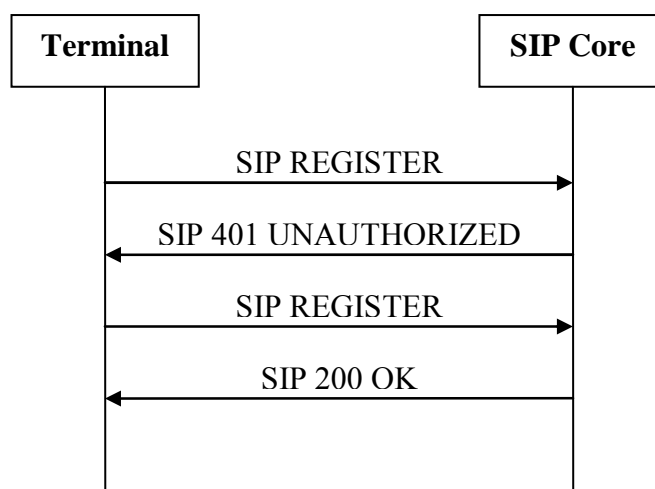 Terminal
SIP Core
SIP REGISTER
SIP 401 UNAUTHORIZED
SIP REGISTER
SIP 200 OK